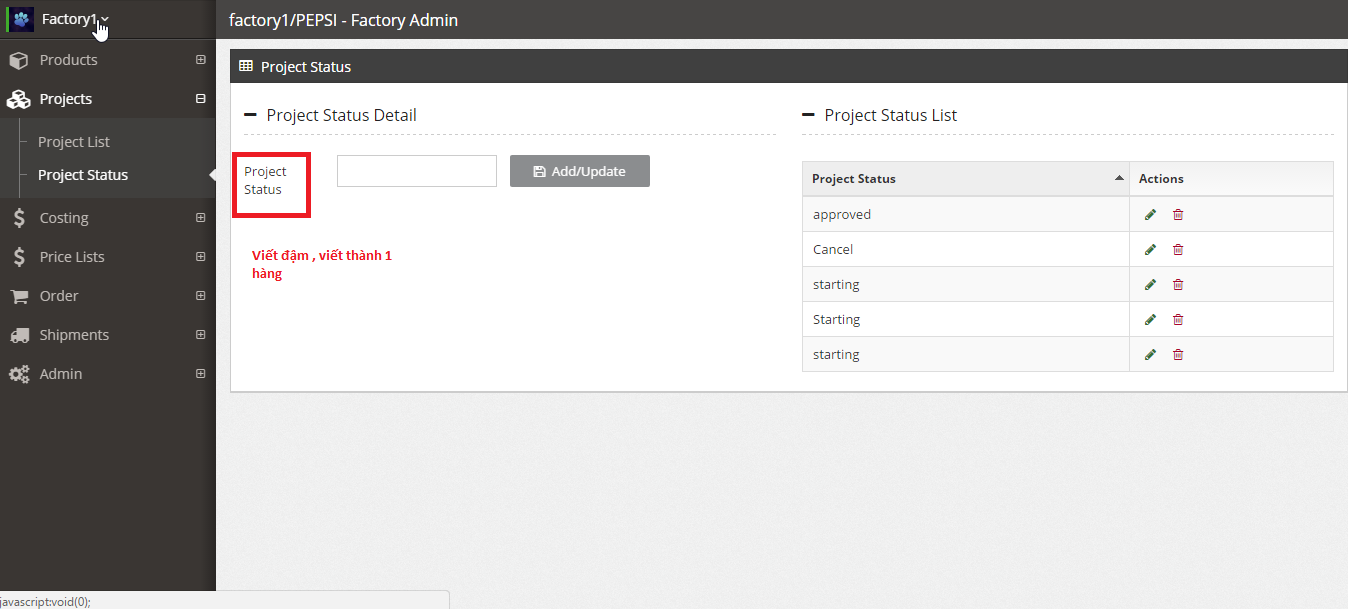 Factory1
factory1/PEPSI - Factory Admin
Products
Projects
Project List
Project Status
Costing
Price Lists
Order
Shipments
Admin
Project Status
Project Status Detail
Project
Status
Add/Update
Viết đậm , viết thành 1
hàng
Project Status List
Project Status Actions
approved
Cancel
starting
Starting
starting
javascript:void(0);